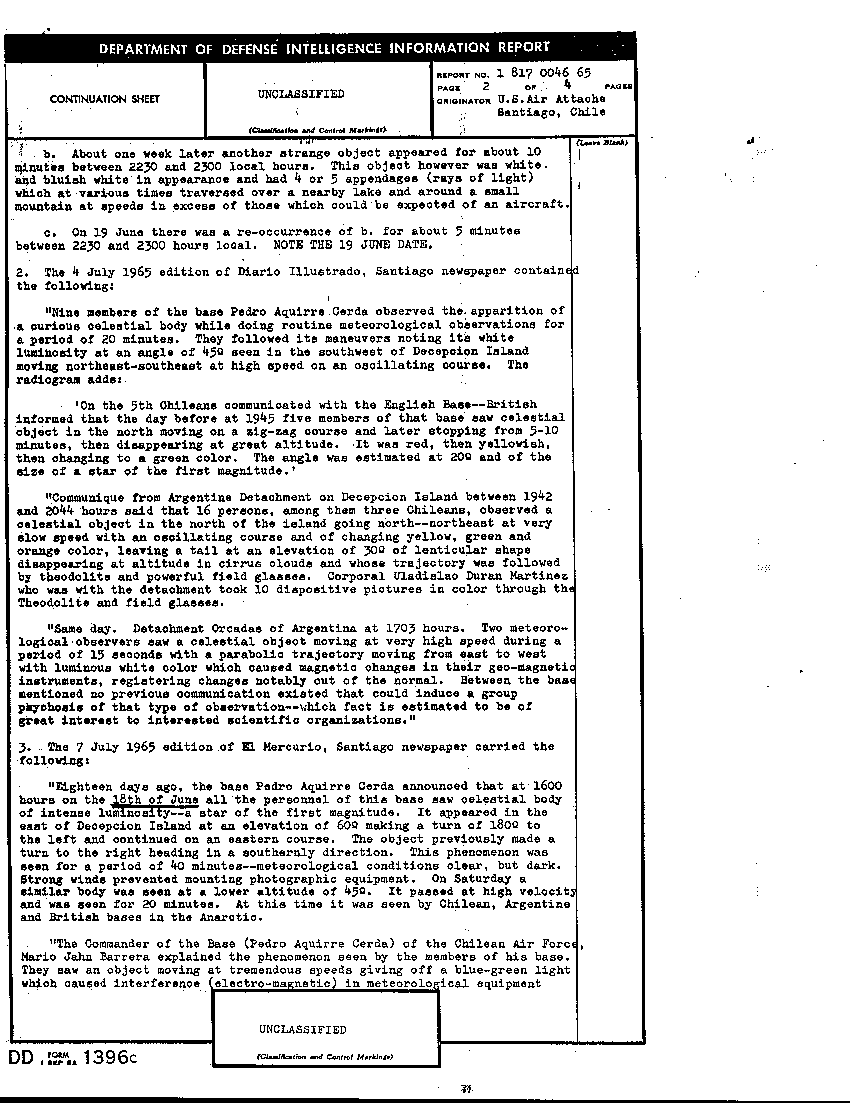 DEPARTMENT OF DEFENSE INTELLIGENCE INFORMATION REPORT
CONTINUATION SHEET
UNCLASSIFIED
(Classification and Control Markings)
REPORT NO. 1 817 0046 65
PAGE 2 OF 4 PAGES
ORIGINATOR U.S.Air Attache
Santiago, Chile
(Leave Blank)
b. About one week later another strange object appeared for about 10
minutes between 2230 and 2300 local hours. This object however was white.
and bluish white in appearance and had 4 or 5 appendages (rays of light)
which at various times traversed over a nearby lake and around a small
mountain at speeds in excess of those which could be expected of an aircraft.
c. On 19 June there was a re-occurrence of b. for about 5 minutes
between 2230 and 2300 hours local. NOTE THE 19 JUNE DATE.
2. The 4 July 1965 edition of Diario Illustrado, Santiago newspaper contained
the following:
"Nine members of the base Pedro Aquirre Cerda observed the apparition of
a curious celestial body while doing routine meteorological observations for
a period of 20 minutes. They followed its maneuvers noting its white
luminosity at an angle of 45º seen in the southwest of Decepcion Island
moving northeast-southeast at high speed on an oscillating course. The
radiogram adds:
'On the 5th Chileans communicated with the English Base--British
informed that the day before at 1945 five members of that base saw celestial
object in the north moving on a zig-zag course and later stopping from 5-10
minutes, then disappearing at great altitude. It was red, then yellowish,
then changing to a green color. The angle was estimated at 20º and of the
size of a star of the first magnitude.'
"Communique from Argentine Detachment on Decepcion Island between 1942
and 2044 hours said that 16 persons, among them three Chileans, observed a
celestial object in the north of the island going north--northeast at very
slow speed with an oscillating course and of changing yellow, green and
orange color, leaving a tail at an elevation of 30º of lenticular shape
disappearing at altitude in cirrus clouds and whose trajectory was followed
by theodolite and powerful field glasses. Corporal Uladislao Duran Martinez
who was with the detachment took 10 dispositive pictures in color through the
Theodolite and field glasses.
"Same day. Detachment Orcadas of Argentina at 1703 hours. Two meteoro-
logical observers saw a celestial object moving at very high speed during a
period of 15 seconds with a parabolic trajectory moving from east to west
with luminous white color which caused magnetic changes in their geo-magnetic
instruments, registering changes notably out of the normal. Between the base
mentioned no previous communication existed that could induce a group
phychosis of that type of observation--which fact is estimated to be of
great interest to interested scientific organizations."
3. The 7 July 1965 edition of El Mercurio, Santiago newspaper carried the
following:
"Eighteen days ago, the base Pedro Aquirre Cerda announced that at 1600
hours on the 18th of June all the personnel of this base saw celestial body
of intense luminosity--a star of the first magnitude. It appeared in the
east of Decepcion Island at an elevation of 60º making a turn of 180º to
the left and continued on an eastern course. The object previously made a
turn to the right heading in a southernly direction. This phenomenon was
seen for a period of 40 minutes--meteorological conditions clear, but dark.
Strong winds prevented mounting photographic equipment. On Saturday a
similar body was seen at a lower altitude of 45º. It passed at high velocity
and was seen for 20 minutes. At this time it was seen by Chilean, Argentine
and British bases in the Anarctic.
"The Commander of the Base (Pedro Aquirre Cerda) of the Chilean Air Force,
Mario Jahn Barrera explained the phenomenon seen by the members of his base.
They saw an object moving at tremendous speeds giving off a blue-green light
which caused interference (electro-magnetic) in meteorological equipment
UNCLASSIFIED
(Classification and Control Markings)
DD FORM 1396c